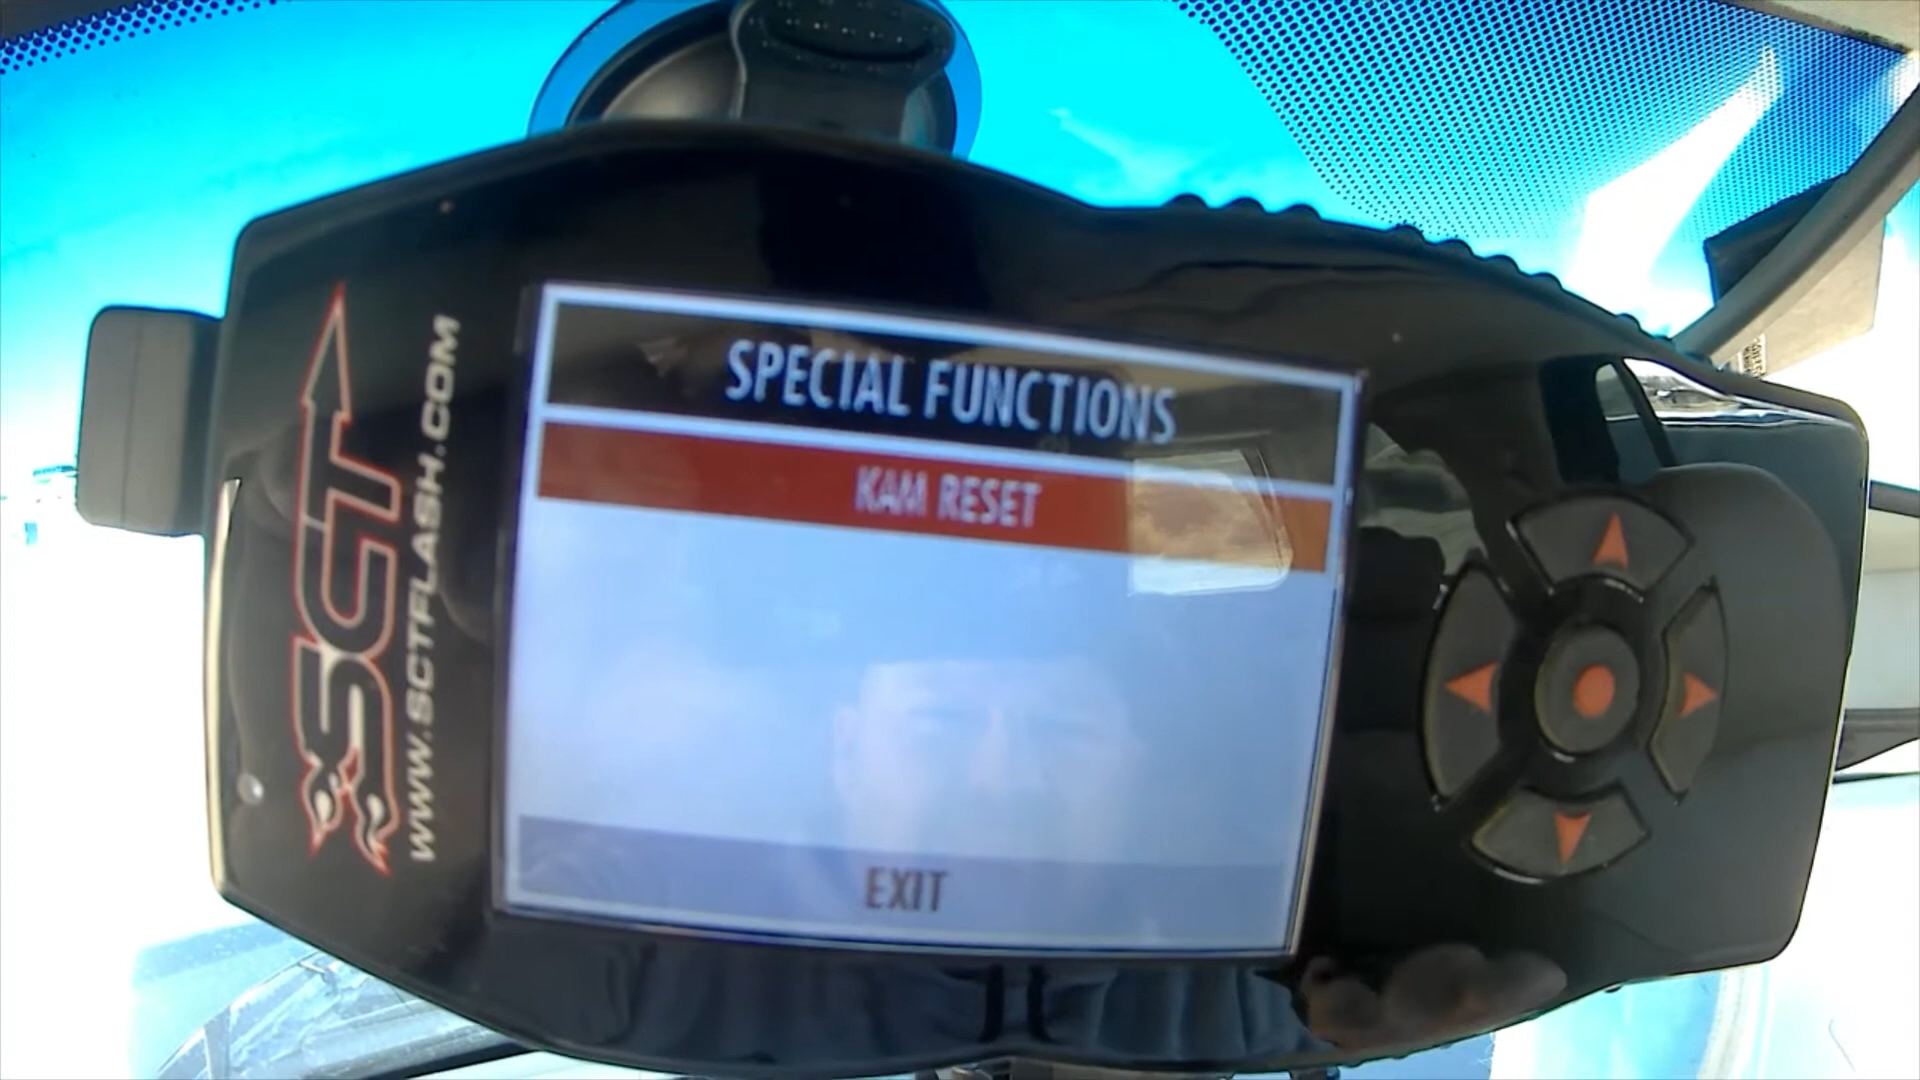 SCT
WWW.SCTFLASH.COM
SPECIAL FUNCTIONS
KAM RESET
EXIT